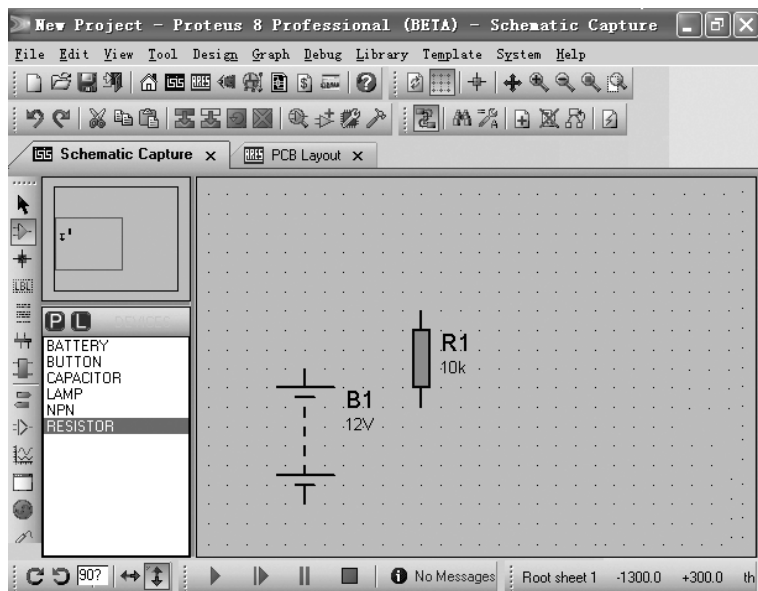 New Project - Proteus 8 Professional (BETA) - Schematic Capture
File Edit View Tool Design Graph Debug Library Template System Help
Schematic Capture x PCB Layout x
LBL
P L DEVICES
BATTERY
BUTTON
CAPACITOR
LAMP
NPN
RESISTOR
R1
10k
B1
12V
90? No Messages Root sheet 1 -1300.0 +300.0 th